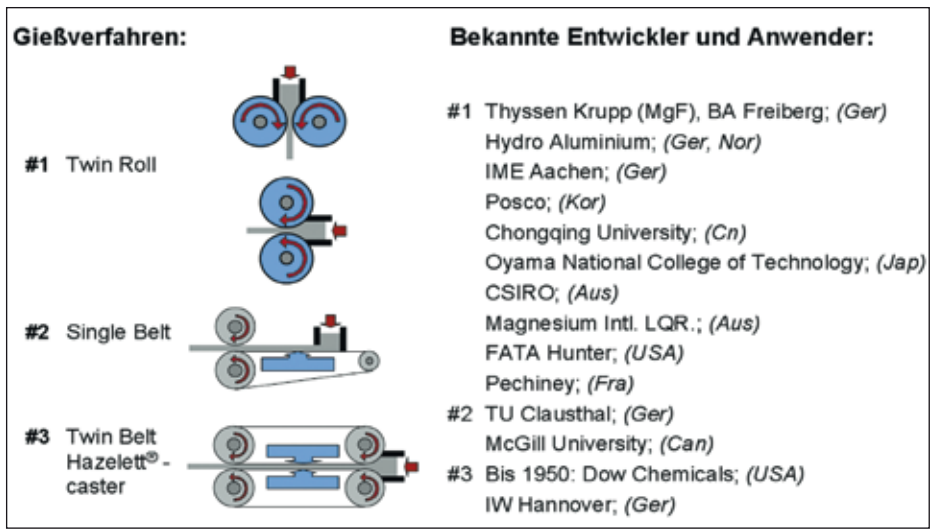 Gießverfahren:
#1 Twin Roll
#2 Single Belt
#3 Twin Belt
Hazelett® -
caster
Bekannte Entwickler und Anwender:
#1 Thyssen Krupp (MgF), BA Freiberg; (Ger)
Hydro Aluminium; (Ger, Nor)
IME Aachen; (Ger)
Posco; (Kor)
Chongqing University; (Cn)
Oyama National College of Technology; (Jap)
CSIRO; (Aus)
Magnesium Intl. LQR.; (Aus)
FATA Hunter; (USA)
Pechiney; (Fra)
#2 TU Clausthal; (Ger)
McGill University; (Can)
#3 Bis 1950: Dow Chemicals; (USA)
IW Hannover; (Ger)